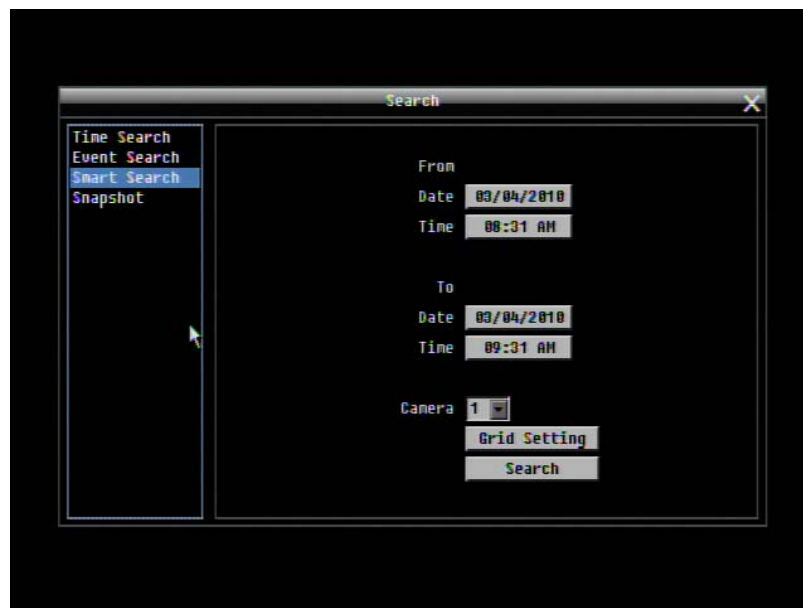 Search
X
Time Search
Event Search
Smart Search
Snapshot
From
Date 03/04/2010
Time 08:31 AM
To
Date 03/04/2010
Time 09:31 AM
Camera 1
Grid Setting
Search